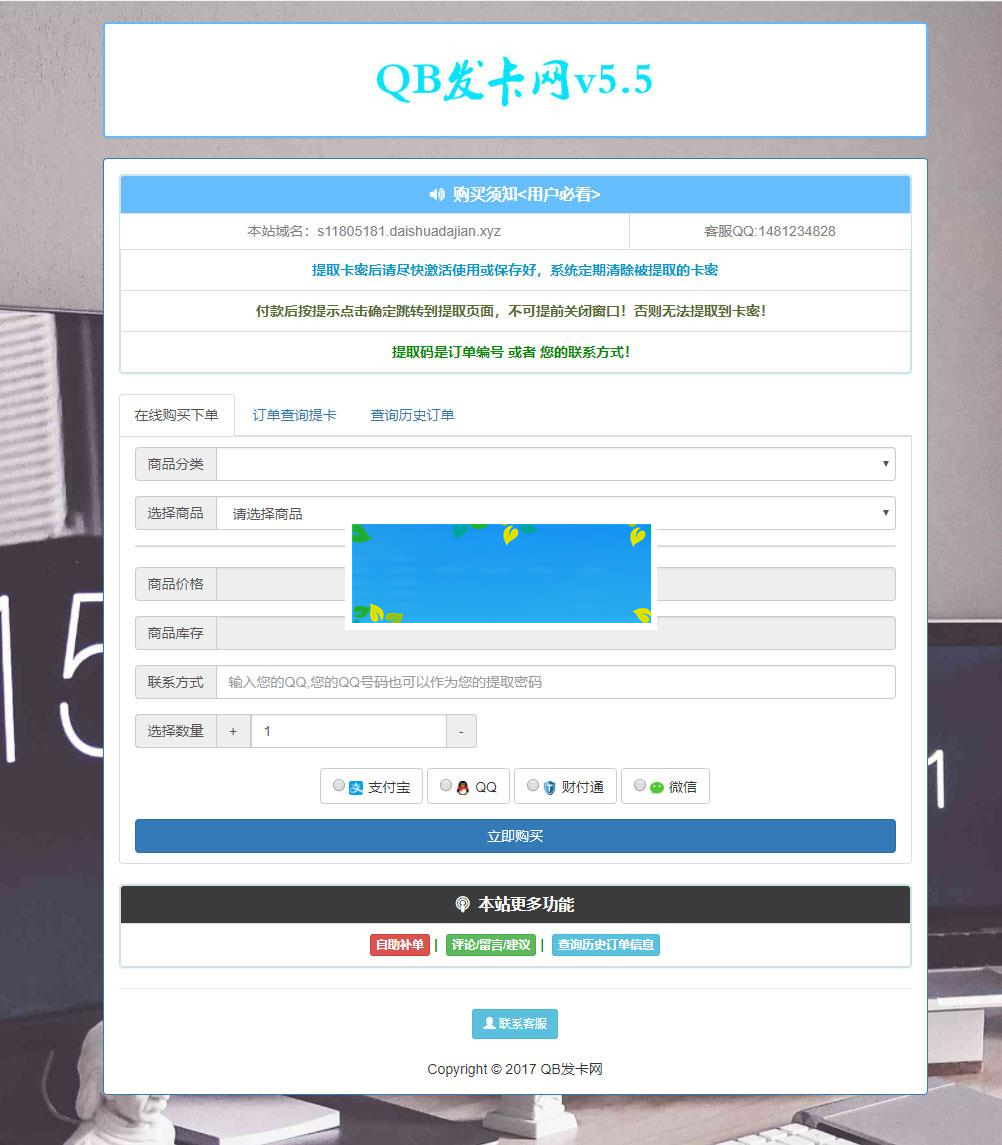 QB发卡网v5.5
购买须知<用户必看>
本站域名：s11805181.daishuadajian.xyz 客服QQ:1481234828
提取卡密后请尽快激活使用或保存好，系统定期清除被提取的卡密
付款后按提示点击确定跳转到提取页面，不可提前关闭窗口！否则无法提取到卡密！
提取码是订单编号 或者 您的联系方式！
在线购买下单 订单查询提卡 查询历史订单
商品分类
选择商品 请选择商品
商品价格
商品库存
联系方式 输入您的QQ,您的QQ号码也可以作为您的提取密码
选择数量 + 1 -
支付宝 QQ 财付通 微信
立即购买
本站更多功能
自助补单 | 评论/留言/建议 | 查询历史订单信息
联系客服
Copyright © 2017 QB发卡网
15
1